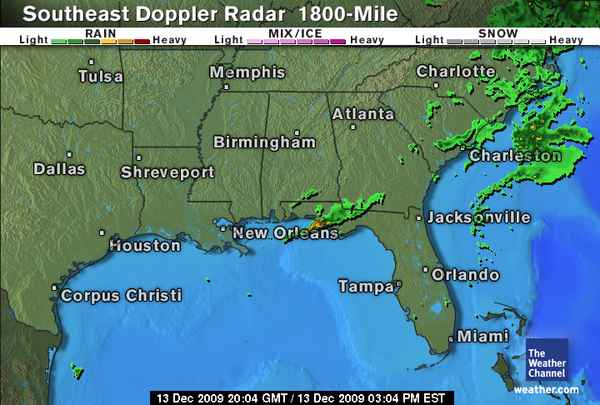 Southeast Doppler Radar 1800-Mile
RAIN MIX/ICE SNOW
Light Heavy Light Heavy Light Heavy
Tulsa
Memphis
Charlotte
Atlanta
Birmingham
Charleston
Dallas
Shreveport
Jacksonville
New Orleans
Houston
Orlando
Tampa
Corpus Christi
Miami
The
Weather
Channel
weather.com
13 Dec 2009 20:04 GMT / 13 Dec 2009 03:04 PM EST